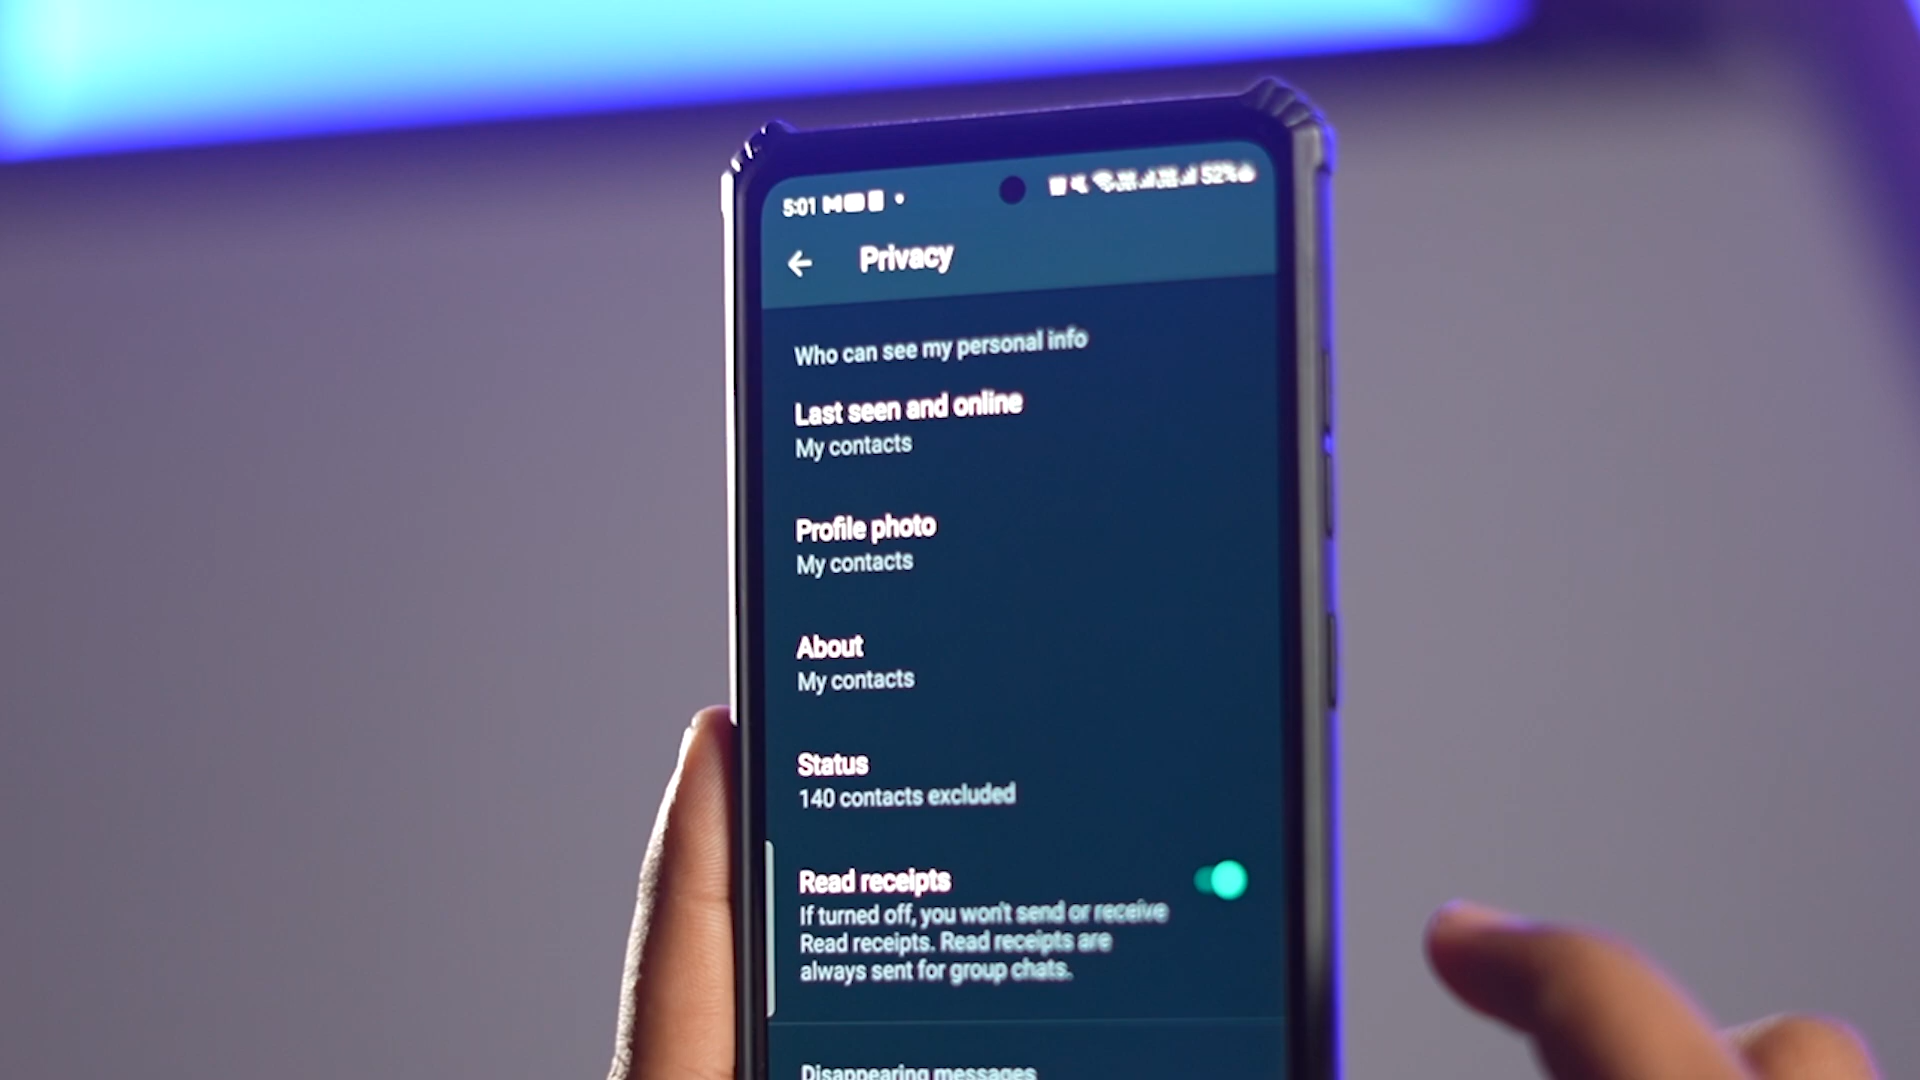 5:01 52%
Privacy
Who can see my personal info
Last seen and online
My contacts
Profile photo
My contacts
About
My contacts
Status
140 contacts excluded
Read receipts
If turned off, you won't send or receive
Read receipts. Read receipts are
always sent for group chats.
Disappearing messages